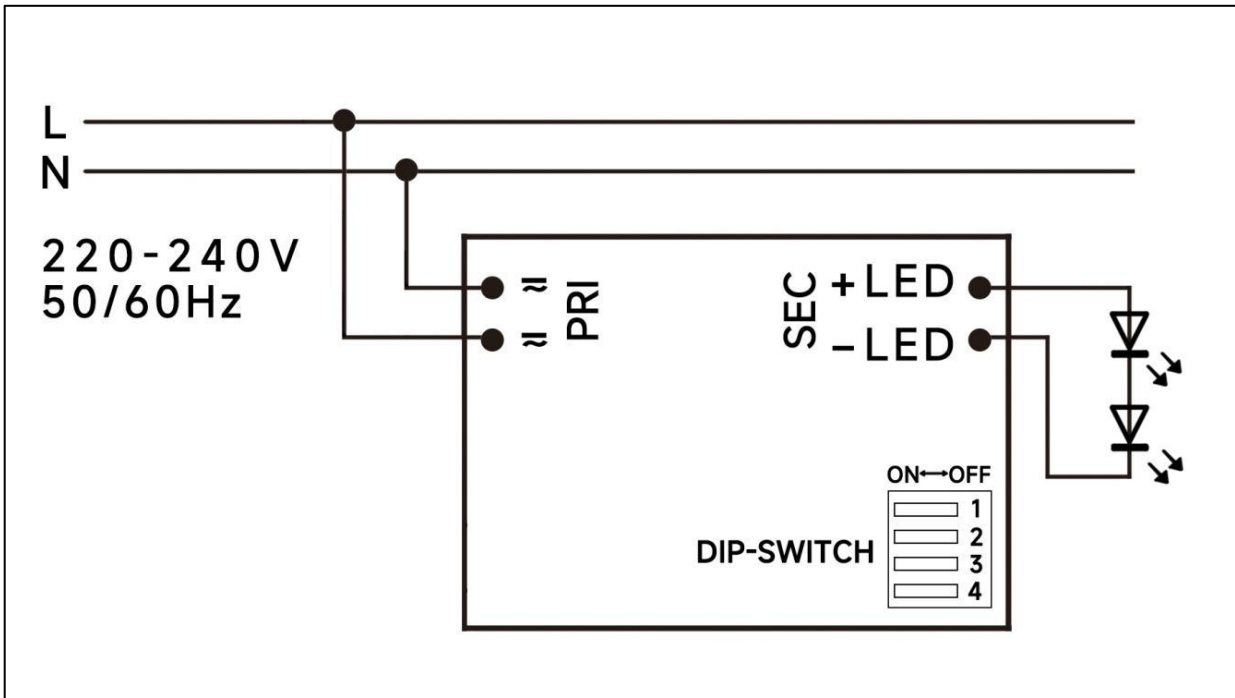 L
N
220-240V
50/60Hz
≂ PRI
≂
SEC +LED
-LED
ON↔OFF
1
2
DIP-SWITCH
3
4